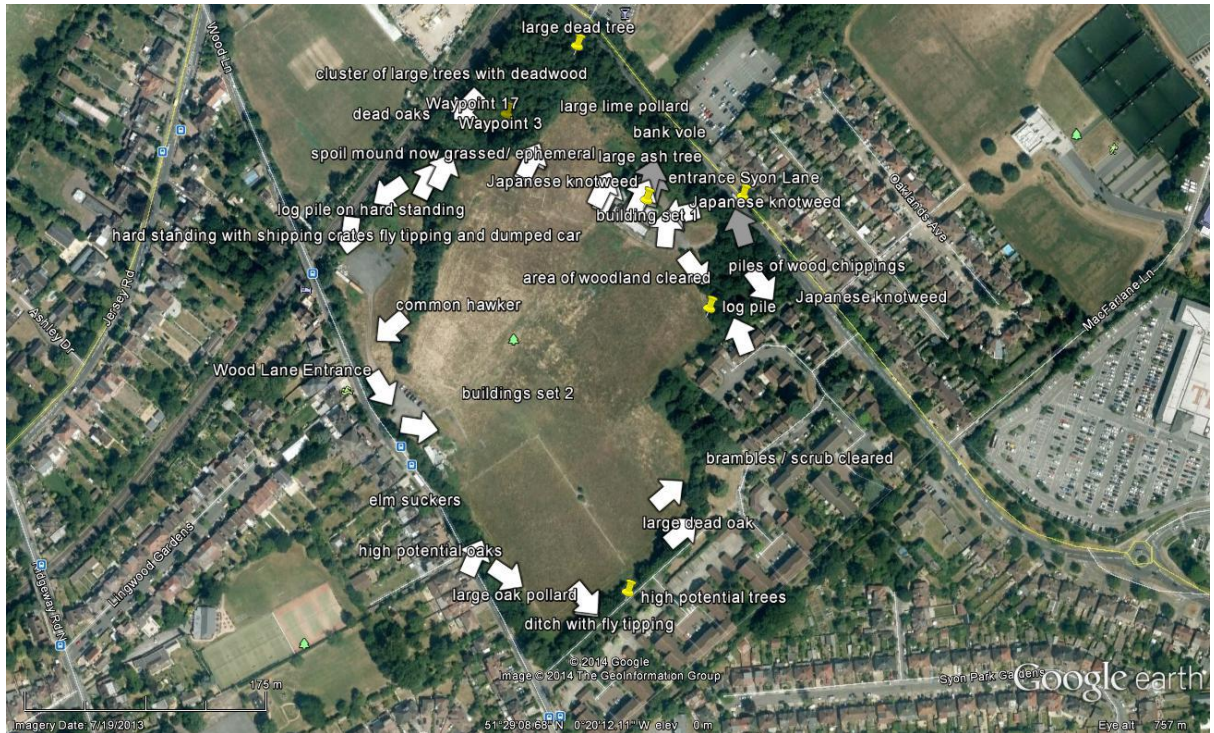 large dead tree
Wood Ln
cluster of large trees with deadwood
Waypoint 17
large lime pollard
dead oaks
Waypoint 3
bank vole
spoil mound now grassed/ ephemeral
large ash tree
Japanese knotweed
entrance Syon Lane
Oaklands Ave
Japanese knotweed
log pile on hard standing
building set 1
hard standing with shipping crates fly tipping and dumped car
Jersey Rd
piles of wood chippings
area of woodland cleared
Japanese knotweed
MacFarlane Ln
common hawker
log pile
Ashley Dr
Wood Lane Entrance
buildings set 2
brambles / scrub cleared
elm suckers
large dead oak
high potential oaks
Lingwood Gardens
Ridgeway Rd N
large oak pollard
high potential trees
ditch with fly tipping
© 2014 Google
Image © 2014 The GeoInformation Group
Syon Park Gardens
Google earth
175 m
Imagery Date: 7/19/2013
51°29'08.68" N 0°20'12.11" W elev 0 m
Eye alt 757 m